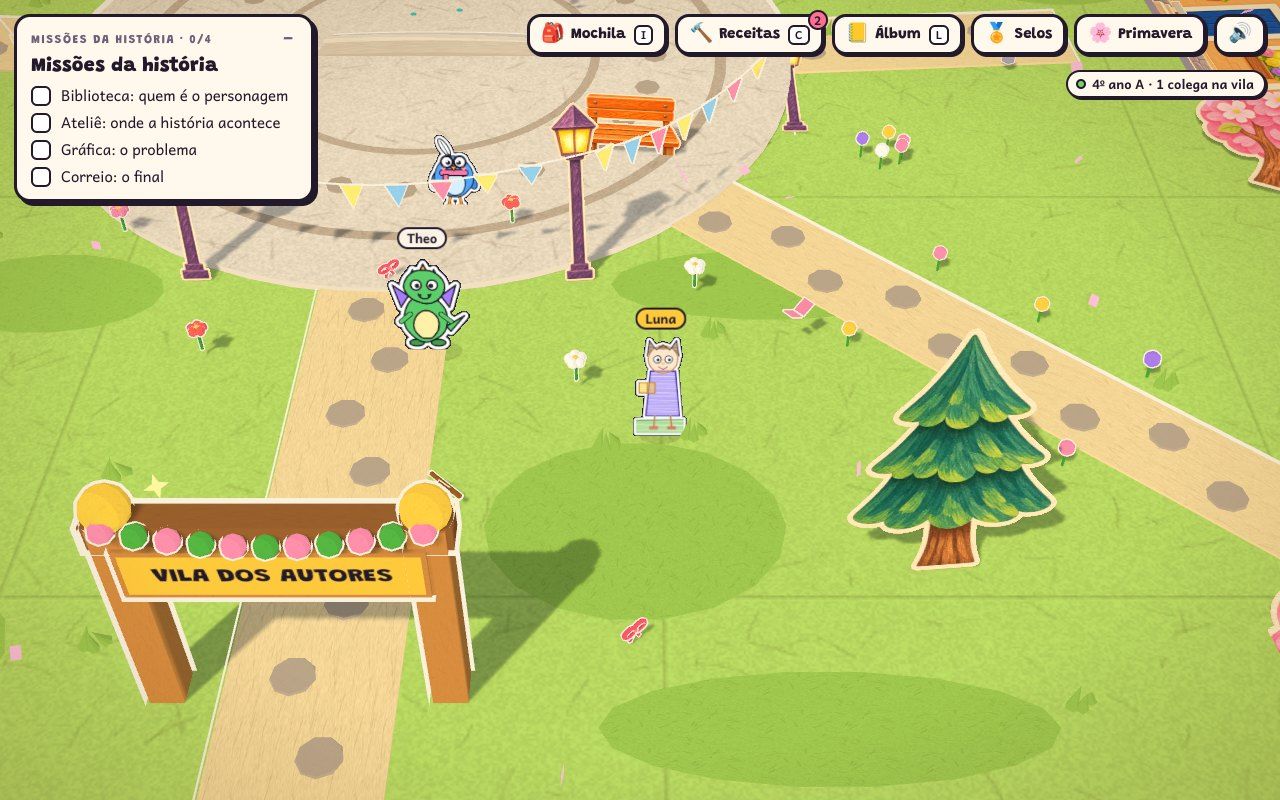 MISSÕES DA HISTÓRIA · 0/4
Missões da história
Biblioteca: quem é o personagem
Ateliê: onde a história acontece
Gráfica: o problema
Correio: o final
Mochila I
Receitas C 2
Álbum L
Selos
Primavera
4º ano A · 1 colega na vila
Theo
Luna
VILA DOS AUTORES